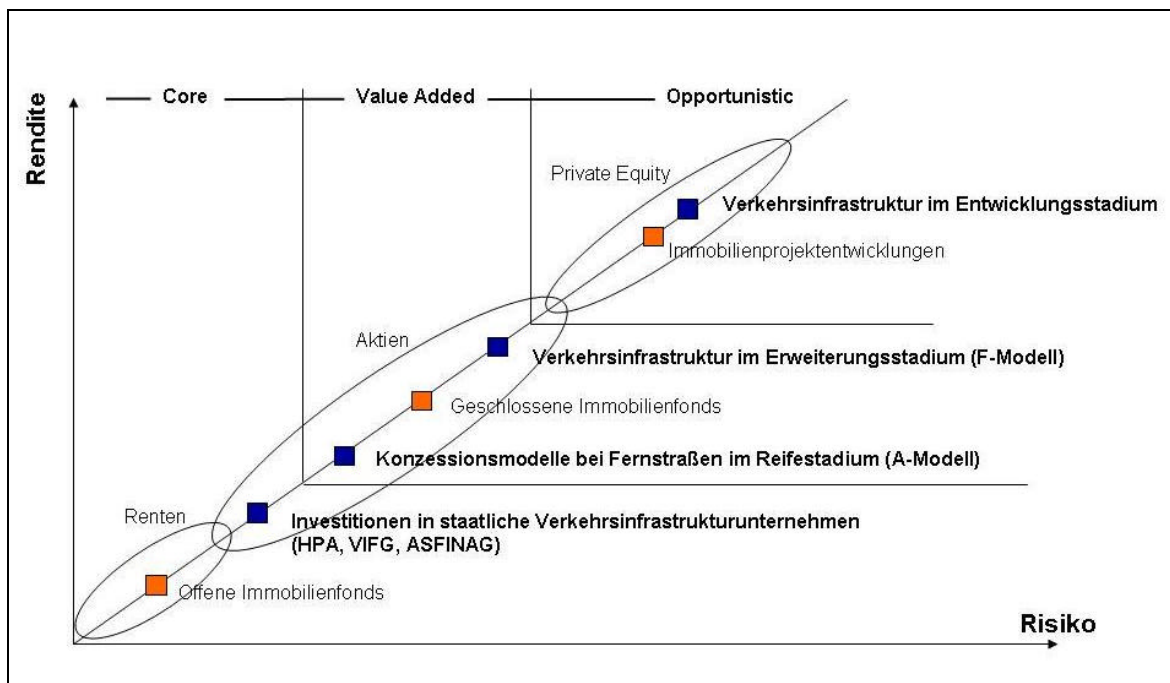 Rendite
Core
Value Added
Opportunistic
Private Equity
Verkehrsinfrastruktur im Entwicklungsstadium
Immobilienprojektentwicklungen
Aktien
Verkehrsinfrastruktur im Erweiterungsstadium (F-Modell)
Geschlossene Immobilienfonds
Konzessionsmodelle bei Fernstraßen im Reifestadium (A-Modell)
Renten
Investitionen in staatliche Verkehrsinfrastrukturunternehmen
(HPA, VIFG, ASFINAG)
Offene Immobilienfonds
Risiko